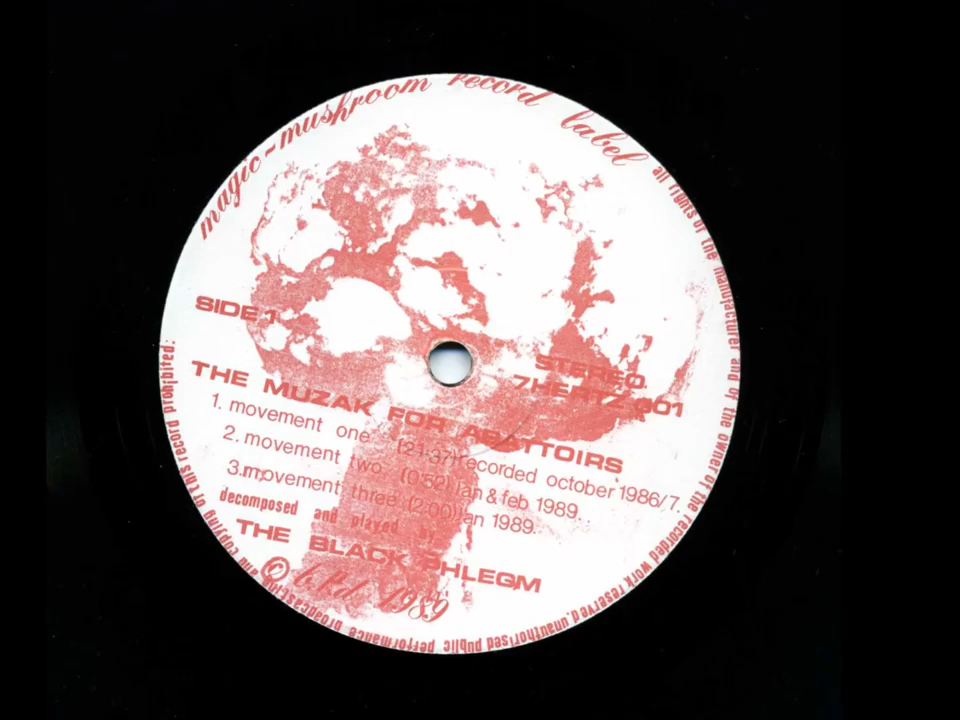 magic-mushroom record label
all rights of the manufacturer and of the owner of the recorded work reserved. unauthorised public performance broadcasting and copying of this record prohibited:
SIDE 1
STEREO.
7HERTZ 001
THE MUZAK FOR ABATTOIRS
1. movement one (21:37) recorded october 1986/7.
2. movement two (0:52) jan & feb 1989.
3. movement three (2:00) jan 1989.
decomposed and played by
THE BLACK PHLEGM
© 1989